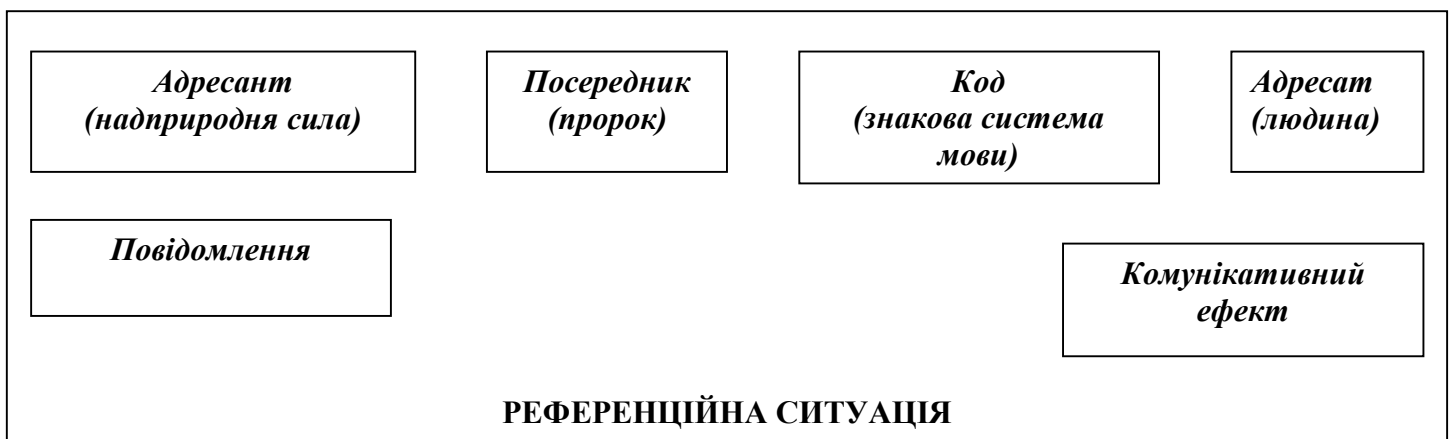 Адресант
(надприродня сила)
Посередник
(пророк)
Код
(знакова система
мови)
Адресат
(людина)
Повідомлення
Комунікативний
ефект
РЕФЕРЕНЦІЙНА СИТУАЦІЯ